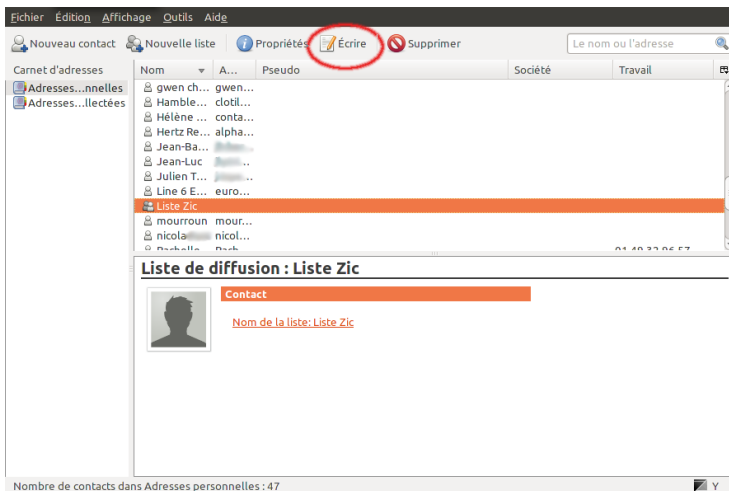 Fichier Édition Affichage Outils Aide
Nouveau contact Nouvelle liste Propriétés Écrire Supprimer Le nom ou l'adresse
Carnet d'adresses Nom A... Pseudo Société Travail
Adresses...nnelles
Adresses...llectées
gwen ch... gwen...
Hamble... clotil...
Hélène ... conta...
Hertz Re... alpha...
Jean-Ba...
Jean-Luc ...
Julien T...
Line 6 E... euro...
Liste Zic
mourroun mour...
nicola nicol...
Liste de diffusion : Liste Zic
Contact
Nom de la liste: Liste Zic
Nombre de contacts dans Adresses personnelles : 47
Y